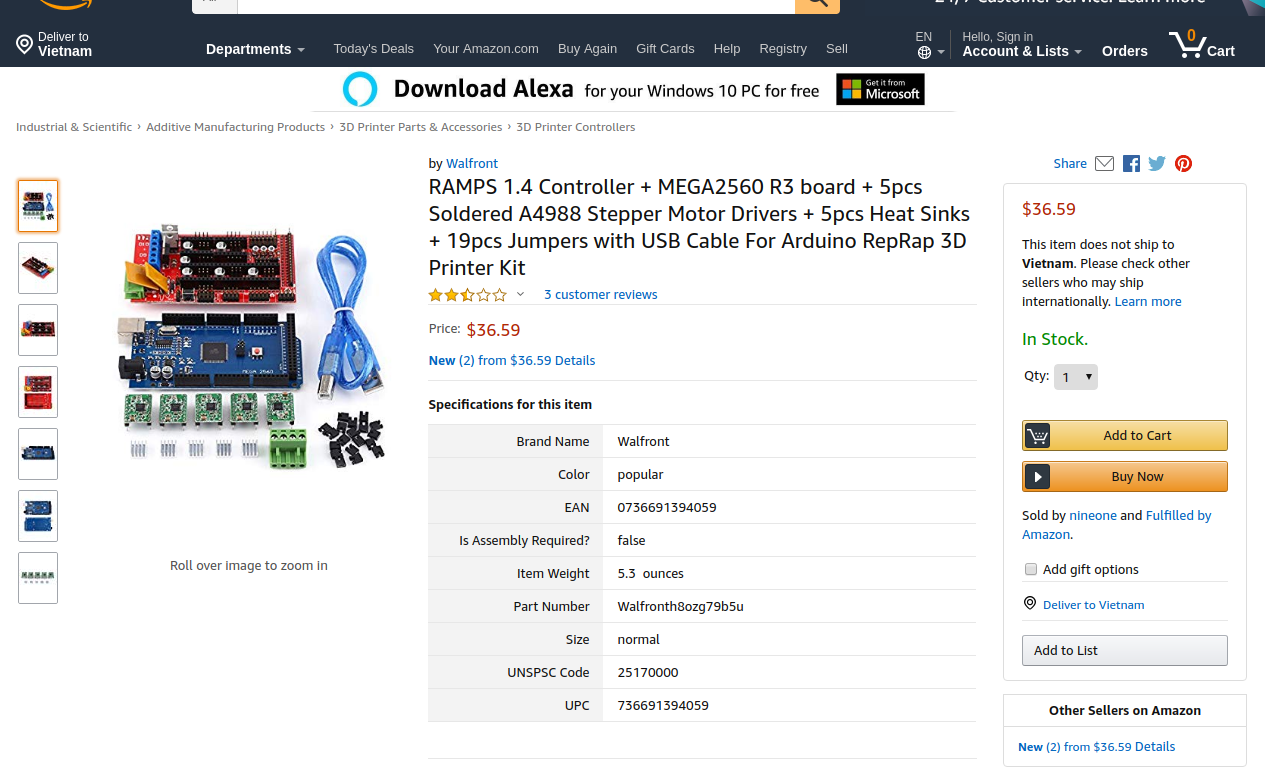 24/7 Customer service. Learn more
Deliver to
Vietnam
Departments
Today's Deals
Your Amazon.com
Buy Again
Gift Cards
Help
Registry
Sell
EN
Hello, Sign in
Account & Lists
Orders
0
Cart
Download Alexa for your Windows 10 PC for free
Get it from
Microsoft
Industrial & Scientific › Additive Manufacturing Products › 3D Printer Parts & Accessories › 3D Printer Controllers
by Walfront
RAMPS 1.4 Controller + MEGA2560 R3 board + 5pcs
Soldered A4988 Stepper Motor Drivers + 5pcs Heat Sinks
+ 19pcs Jumpers with USB Cable For Arduino RepRap 3D
Printer Kit
3 customer reviews
Price: $36.59
New (2) from $36.59 Details
Specifications for this item
Brand Name Walfront
Color popular
EAN 0736691394059
Is Assembly Required? false
Item Weight 5.3 ounces
Part Number Walfronth8ozg79b5u
Size normal
UNSPSC Code 25170000
UPC 736691394059
MEGA 2560
Roll over image to zoom in
Share
$36.59
This item does not ship to
Vietnam. Please check other
sellers who may ship
internationally. Learn more
In Stock.
Qty: 1
Add to Cart
Buy Now
Sold by nineone and Fulfilled by
Amazon.
Add gift options
Deliver to Vietnam
Add to List
Other Sellers on Amazon
New (2) from $36.59 Details